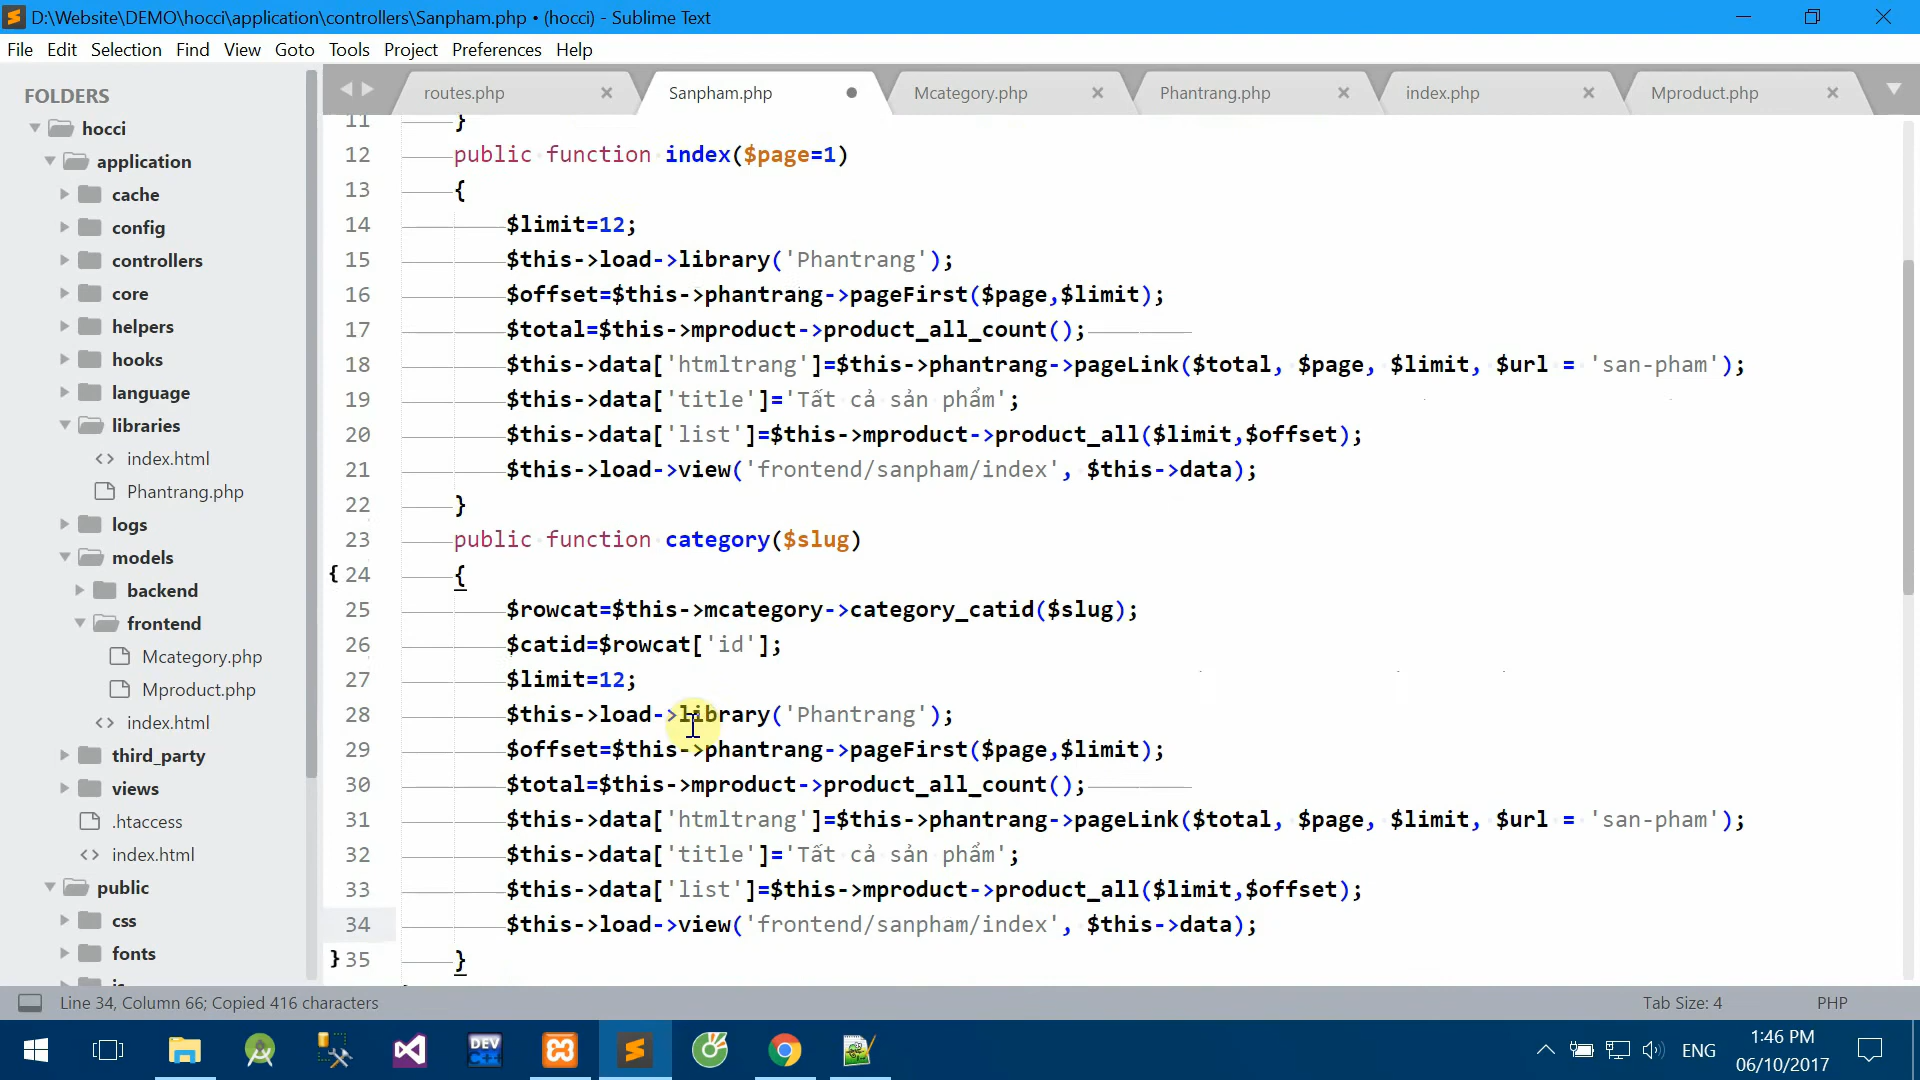 D:\Website\DEMO\hocci\application\controllers\Sanpham.php • (hocci) - Sublime Text
File Edit Selection Find View Goto Tools Project Preferences Help
FOLDERS
hocci
application
cache
config
controllers
core
helpers
hooks
language
libraries
index.html
Phantrang.php
logs
models
backend
frontend
Mcategory.php
Mproduct.php
index.html
third_party
views
.htaccess
index.html
public
css
fonts
routes.php Sanpham.php Mcategory.php Phantrang.php index.php Mproduct.php
11 }
12 public function index($page=1)
13 {
14 $limit=12;
15 $this->load->library('Phantrang');
16 $offset=$this->phantrang->pageFirst($page,$limit);
17 $total=$this->mproduct->product_all_count();
18 $this->data['htmltrang']=$this->phantrang->pageLink($total, $page, $limit, $url = 'san-pham');
19 $this->data['title']='Tất cả sản phẩm';
20 $this->data['list']=$this->mproduct->product_all($limit,$offset);
21 $this->load->view('frontend/sanpham/index', $this->data);
22 }
23 public function category($slug)
{ 24 {
25 $rowcat=$this->mcategory->category_catid($slug);
26 $catid=$rowcat['id'];
27 $limit=12;
28 $this->load->library('Phantrang');
29 $offset=$this->phantrang->pageFirst($page,$limit);
30 $total=$this->mproduct->product_all_count();
31 $this->data['htmltrang']=$this->phantrang->pageLink($total, $page, $limit, $url = 'san-pham');
32 $this->data['title']='Tất cả sản phẩm';
33 $this->data['list']=$this->mproduct->product_all($limit,$offset);
34 $this->load->view('frontend/sanpham/index', $this->data);
} 35 }
Line 34, Column 66; Copied 416 characters
Tab Size: 4 PHP
DEV C++
ENG
1:46 PM
06/10/2017